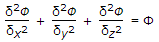 δ²Φ/δx² + δ²Φ/δy² + δ²Φ/δz² = Φ